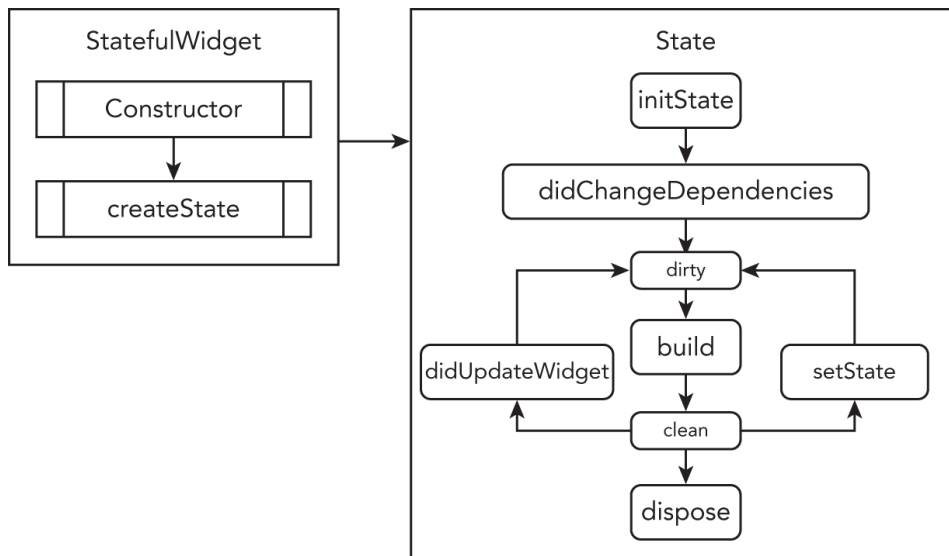 StatefulWidget
Constructor
createState
State
initState
didChangeDependencies
dirty
build
didUpdateWidget
setState
clean
dispose